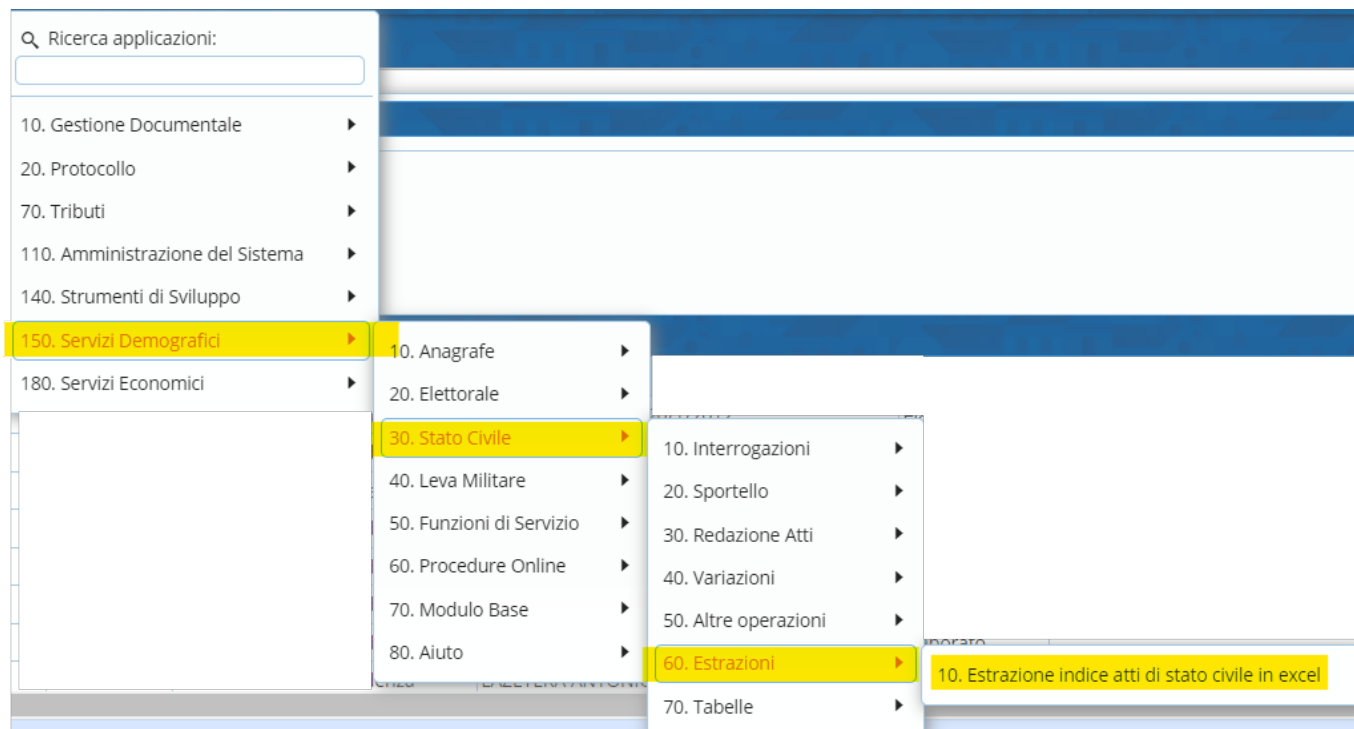 Ricerca applicazioni:
10. Gestione Documentale
20. Protocollo
70. Tributi
110. Amministrazione del Sistema
140. Strumenti di Sviluppo
150. Servizi Demografici
180. Servizi Economici
10. Anagrafe
20. Elettorale
30. Stato Civile
40. Leva Militare
50. Funzioni di Servizio
60. Procedure Online
70. Modulo Base
80. Aiuto
10. Interrogazioni
20. Sportello
30. Redazione Atti
40. Variazioni
50. Altre operazioni
60. Estrazioni
70. Tabelle
10. Estrazione indice atti di stato civile in excel